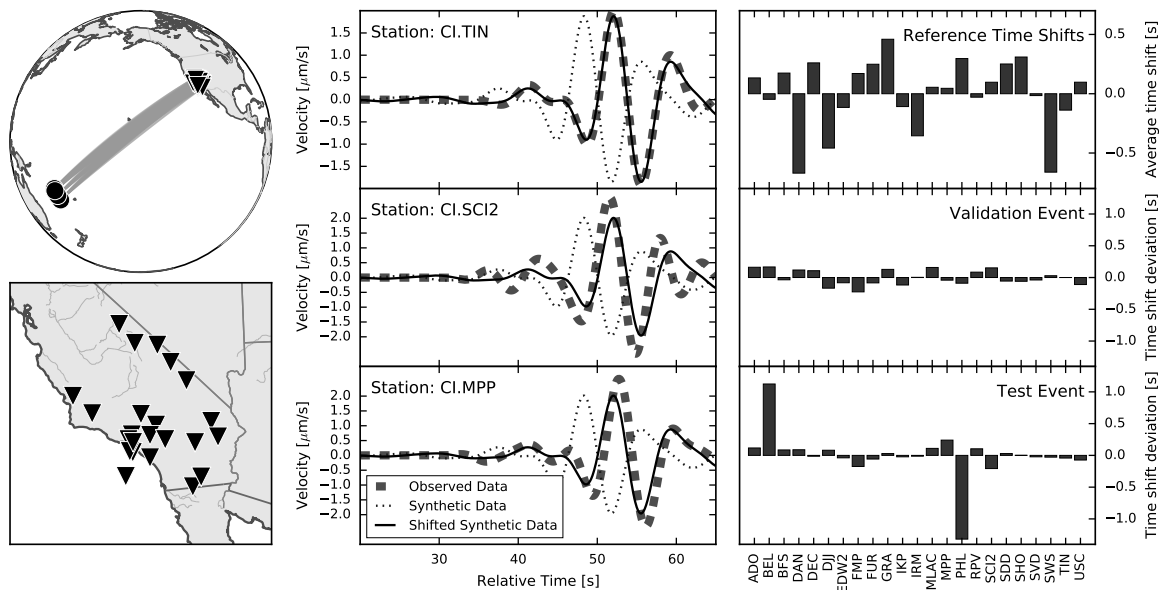 Station: CI.TIN
Velocity [μm/s]
1.5
1.0
0.5
0.0
−0.5
−1.0
−1.5
Station: CI.SCI2
Velocity [μm/s]
2.0
1.5
1.0
0.5
0.0
−0.5
−1.0
−1.5
−2.0
Station: CI.MPP
Velocity [μm/s]
2.0
1.5
1.0
0.5
0.0
−0.5
−1.0
−1.5
−2.0
Observed Data
Synthetic Data
Shifted Synthetic Data
30 40 50 60
Relative Time [s]
Reference Time Shifts
0.5
0.0
−0.5
Average time shift [s]
Validation Event
1.0
0.5
0.0
−0.5
−1.0
Time shift deviation [s]
Test Event
1.0
0.5
0.0
−0.5
−1.0
Time shift deviation [s]
ADO BEL BFS DAN DEC DJJ EDW2 FMP FUR GRA IKP IRM MLAC MPP PHL RPV SCI2 SDD SHO SVD SWS TIN USC